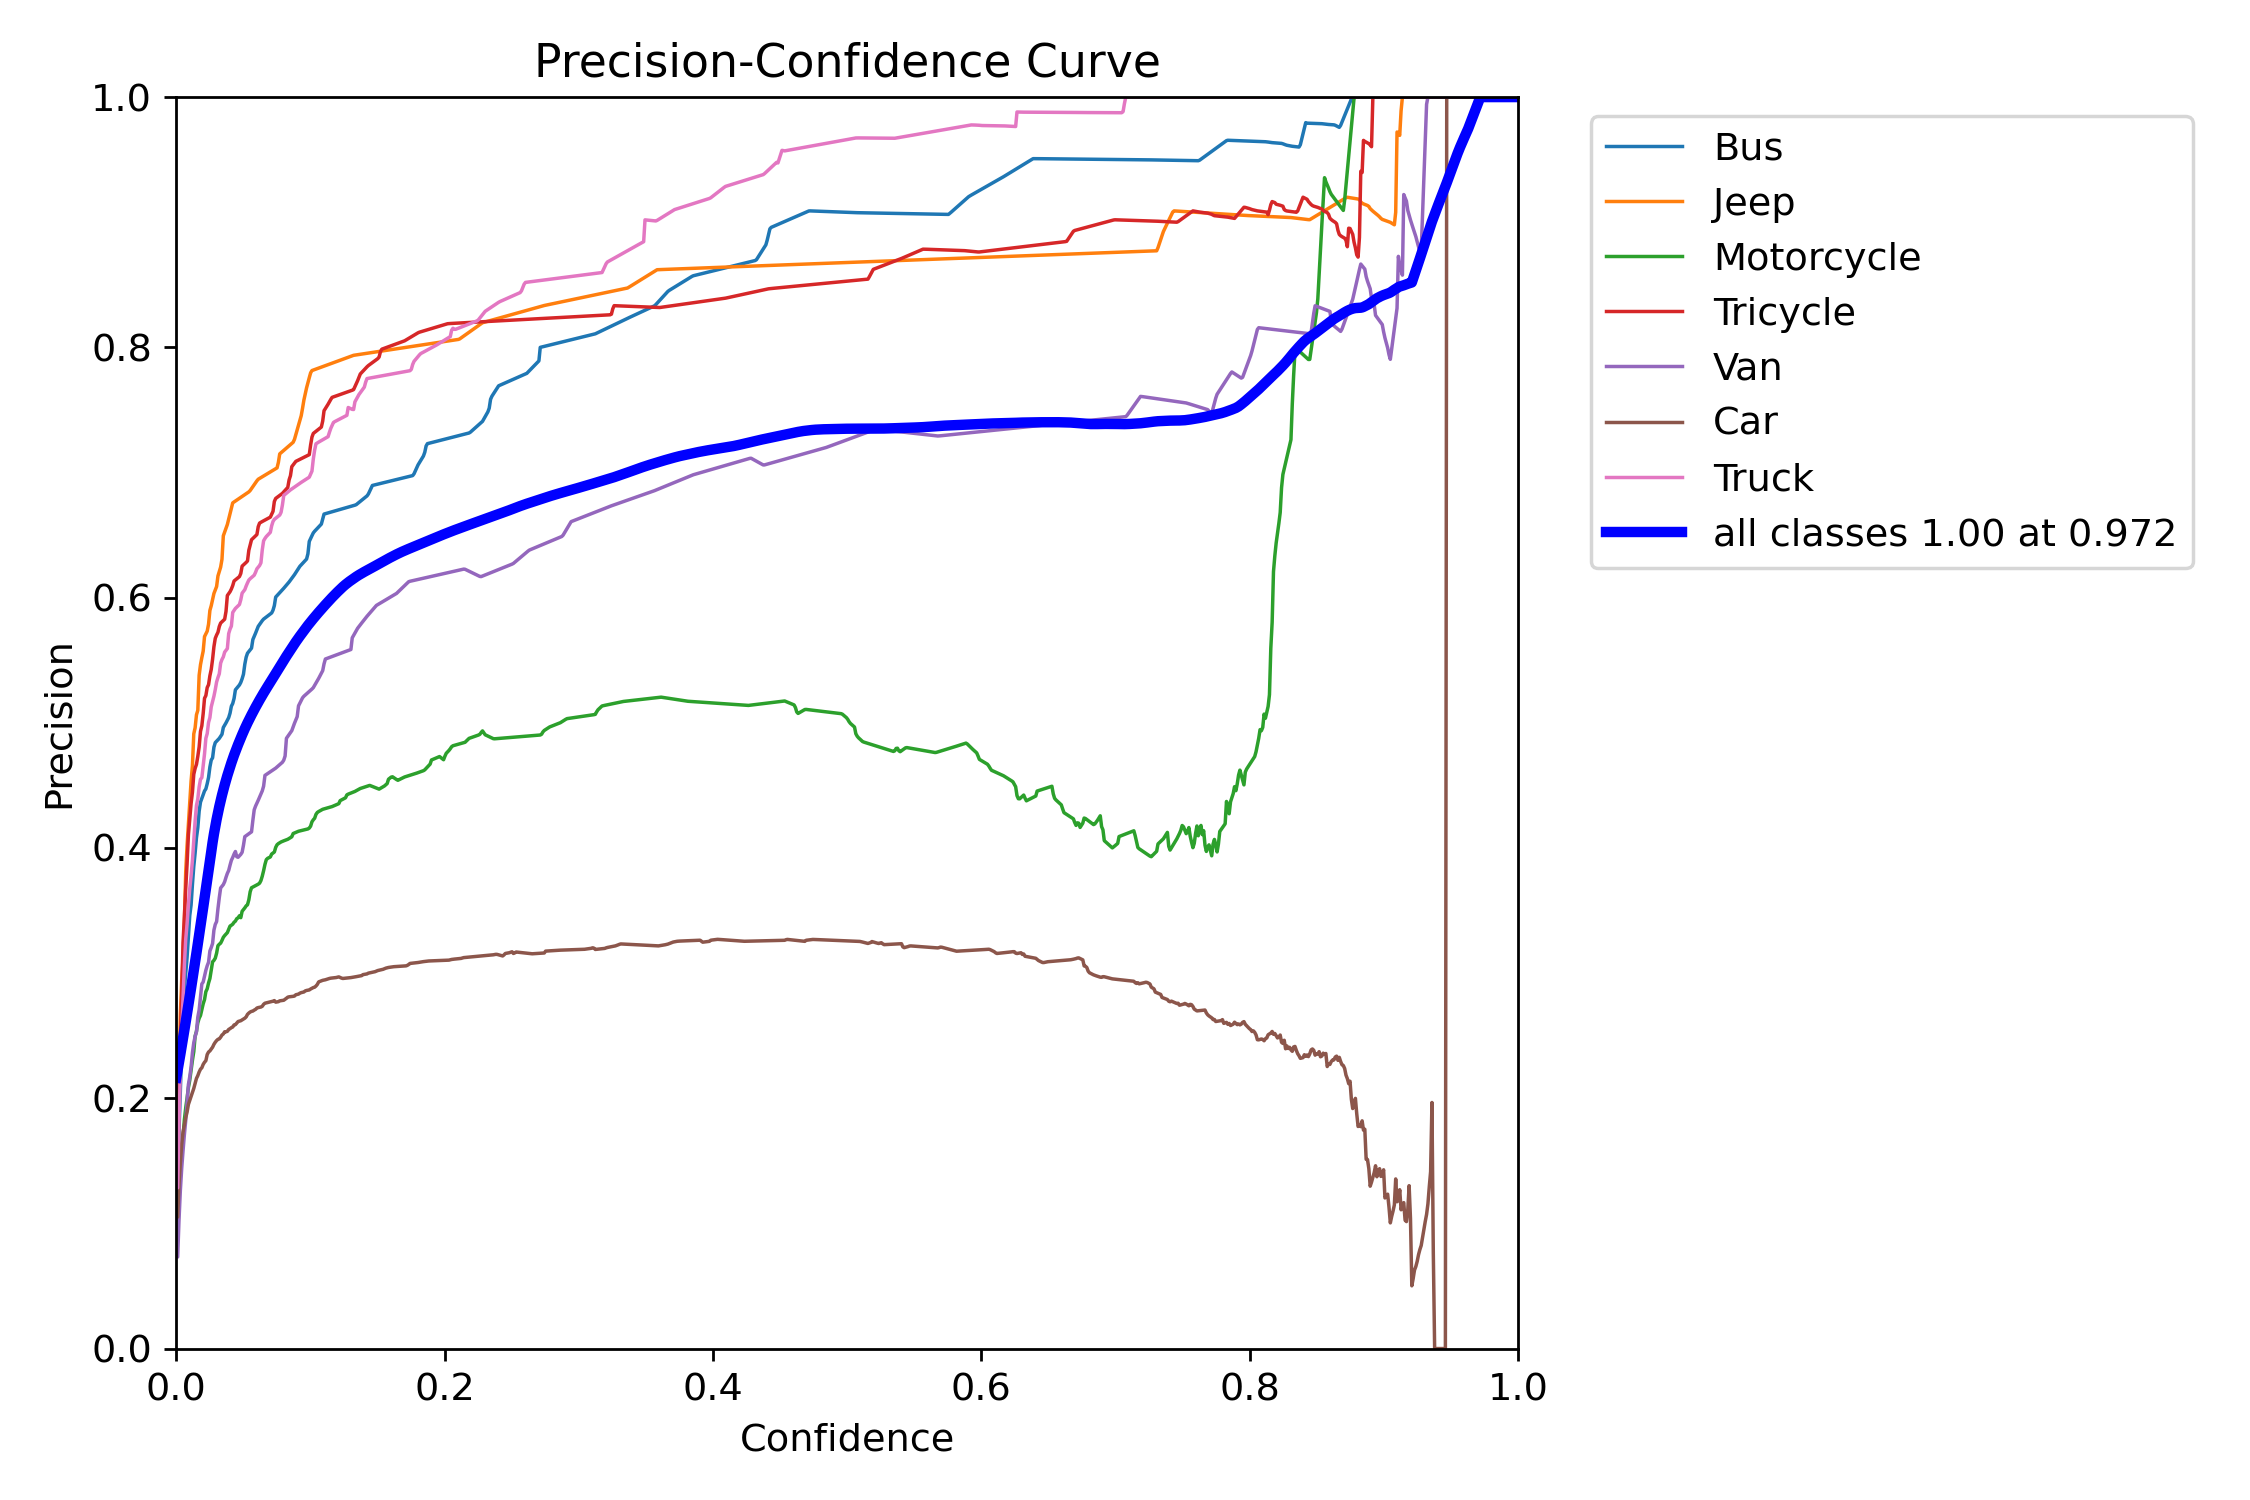 Precision-Confidence Curve
1.0
0.8
0.6
0.4
0.2
0.0
Precision
0.0 0.2 0.4 0.6 0.8 1.0
Confidence
Bus
Jeep
Motorcycle
Tricycle
Van
Car
Truck
all classes 1.00 at 0.972